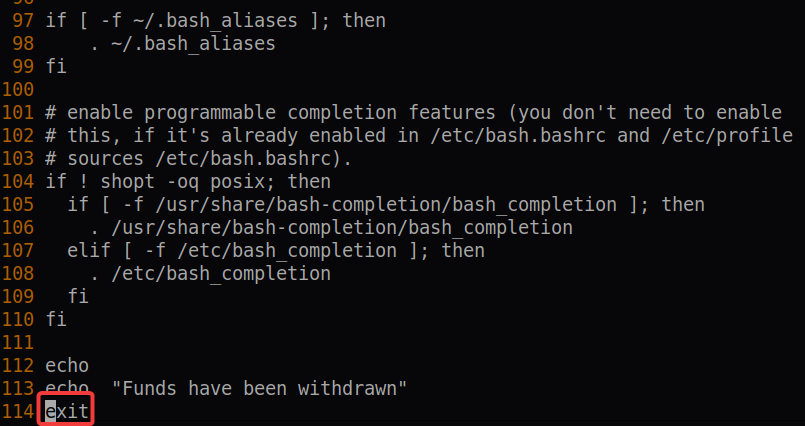 97 if [ -f ~/.bash_aliases ]; then
98     . ~/.bash_aliases
99 fi
100
101 # enable programmable completion features (you don't need to enable
102 # this, if it's already enabled in /etc/bash.bashrc and /etc/profile
103 # sources /etc/bash.bashrc).
104 if ! shopt -oq posix; then
105   if [ -f /usr/share/bash-completion/bash_completion ]; then
106     . /usr/share/bash-completion/bash_completion
107   elif [ -f /etc/bash_completion ]; then
108     . /etc/bash_completion
109   fi
110 fi
111
112 echo
113 echo  "Funds have been withdrawn"
114 exit